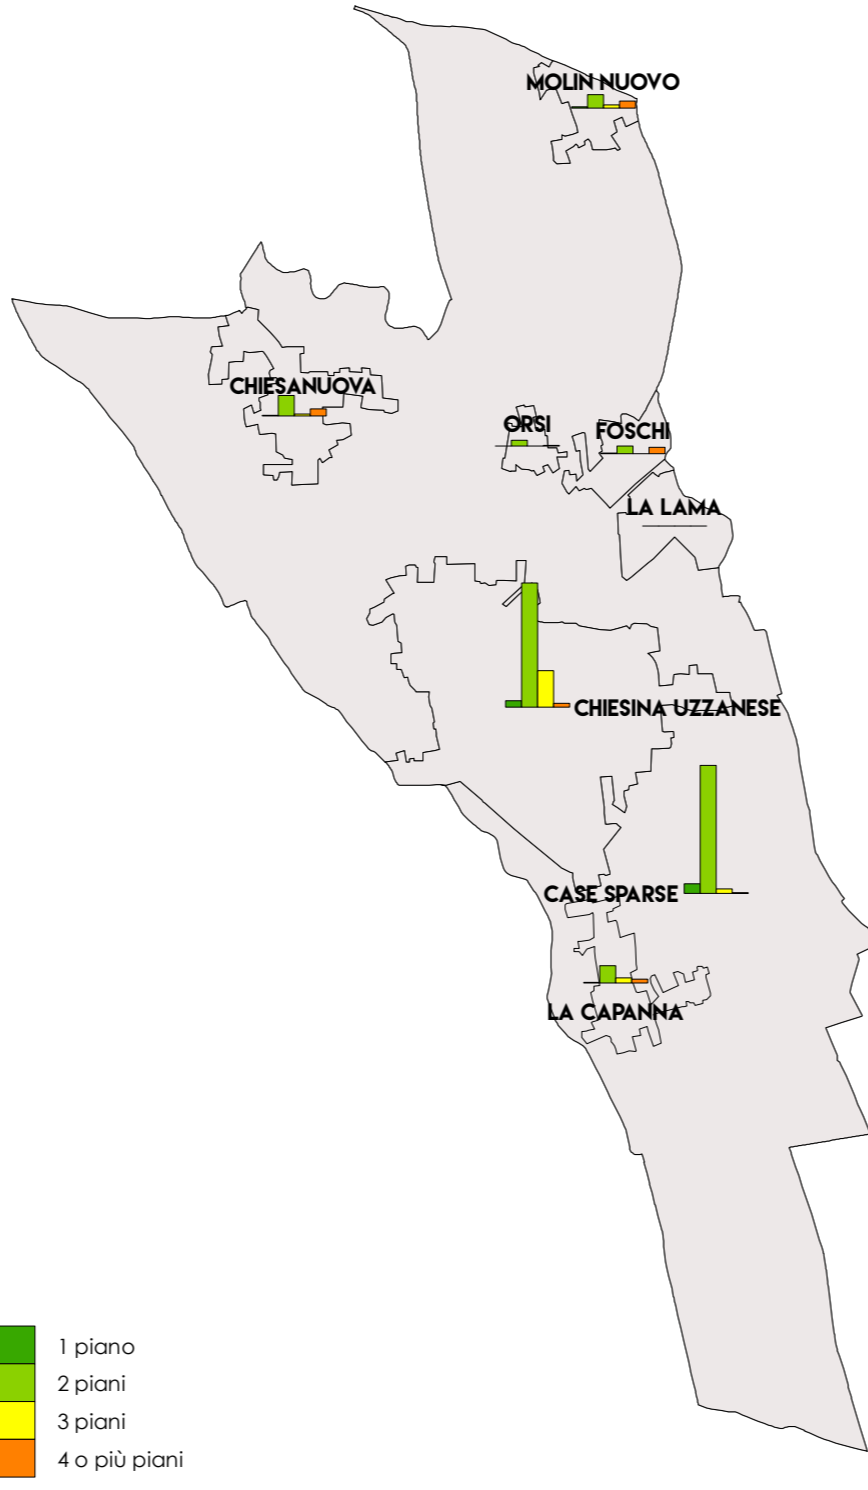 MOLIN NUOVO
CHIESANUOVA
ORSI
FOSCHI
LA LAMA
CHIESINA UZZANESE
CASE SPARSE
LA CAPANNA
1 piano
2 piani
3 piani
4 o più piani